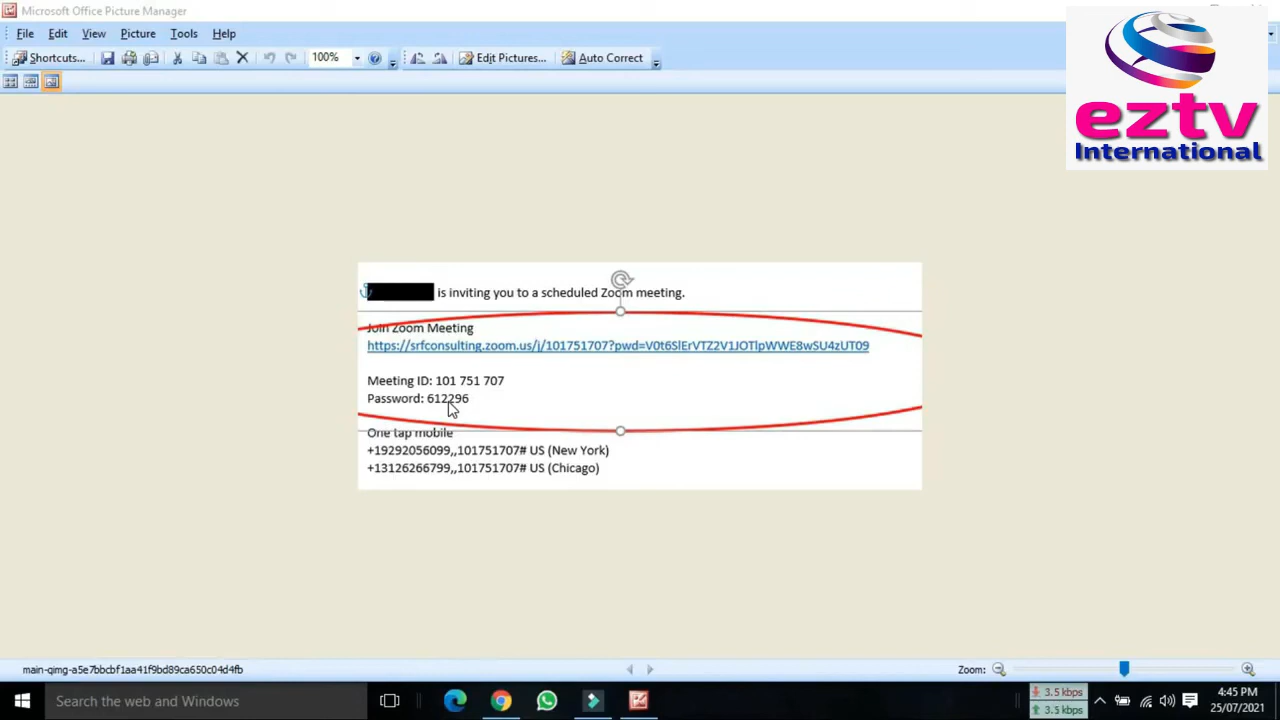 Microsoft Office Picture Manager
File Edit View Picture Tools Help
Shortcuts... 100% Edit Pictures... Auto Correct
eztv
International
is inviting you to a scheduled Zoom meeting.
Join Zoom Meeting
https://srfconsulting.zoom.us/j/101751707?pwd=V0t6SlErVTZ2V1JOTlpWWE8wSU4zUT09
Meeting ID: 101 751 707
Password: 612296
One tap mobile
+19292056099,,101751707# US (New York)
+13126266799,,101751707# US (Chicago)
main-qimg-a5e7bbcbf1aa41f9bd89ca650c04d4fb
Zoom:
Search the web and Windows
3.5 kbps
3.5 kbps
4:45 PM
25/07/2021